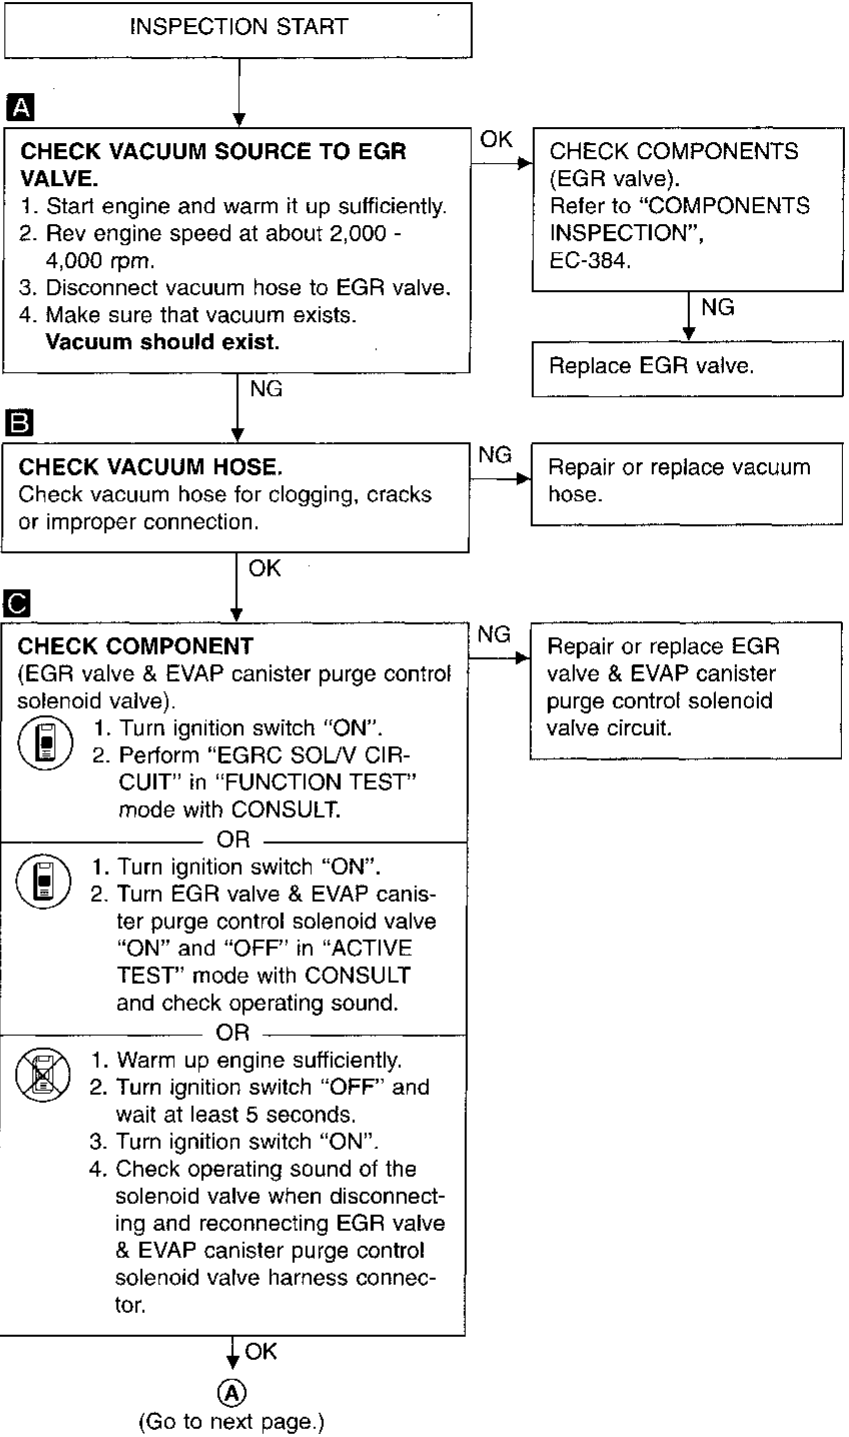 INSPECTION START
A
CHECK VACUUM SOURCE TO EGR
VALVE.
1. Start engine and warm it up sufficiently.
2. Rev engine speed at about 2,000 -
4,000 rpm.
3. Disconnect vacuum hose to EGR valve.
4. Make sure that vacuum exists.
Vacuum should exist.
OK
CHECK COMPONENTS
(EGR valve).
Refer to “COMPONENTS
INSPECTION”,
EC-384.
NG
Replace EGR valve.
NG
B
CHECK VACUUM HOSE.
Check vacuum hose for clogging, cracks
or improper connection.
NG
Repair or replace vacuum
hose.
OK
C
CHECK COMPONENT
(EGR valve & EVAP canister purge control
solenoid valve).
1. Turn ignition switch “ON”.
2. Perform “EGRC SOL/V CIR-
CUIT” in “FUNCTION TEST”
mode with CONSULT.
OR
1. Turn ignition switch “ON”.
2. Turn EGR valve & EVAP canis-
ter purge control solenoid valve
“ON” and “OFF” in “ACTIVE
TEST” mode with CONSULT
and check operating sound.
OR
1. Warm up engine sufficiently.
2. Turn ignition switch “OFF” and
wait at least 5 seconds.
3. Turn ignition switch “ON”.
4. Check operating sound of the
solenoid valve when disconnect-
ing and reconnecting EGR valve
& EVAP canister purge control
solenoid valve harness connec-
tor.
NG
Repair or replace EGR
valve & EVAP canister
purge control solenoid
valve circuit.
OK
A
(Go to next page.)